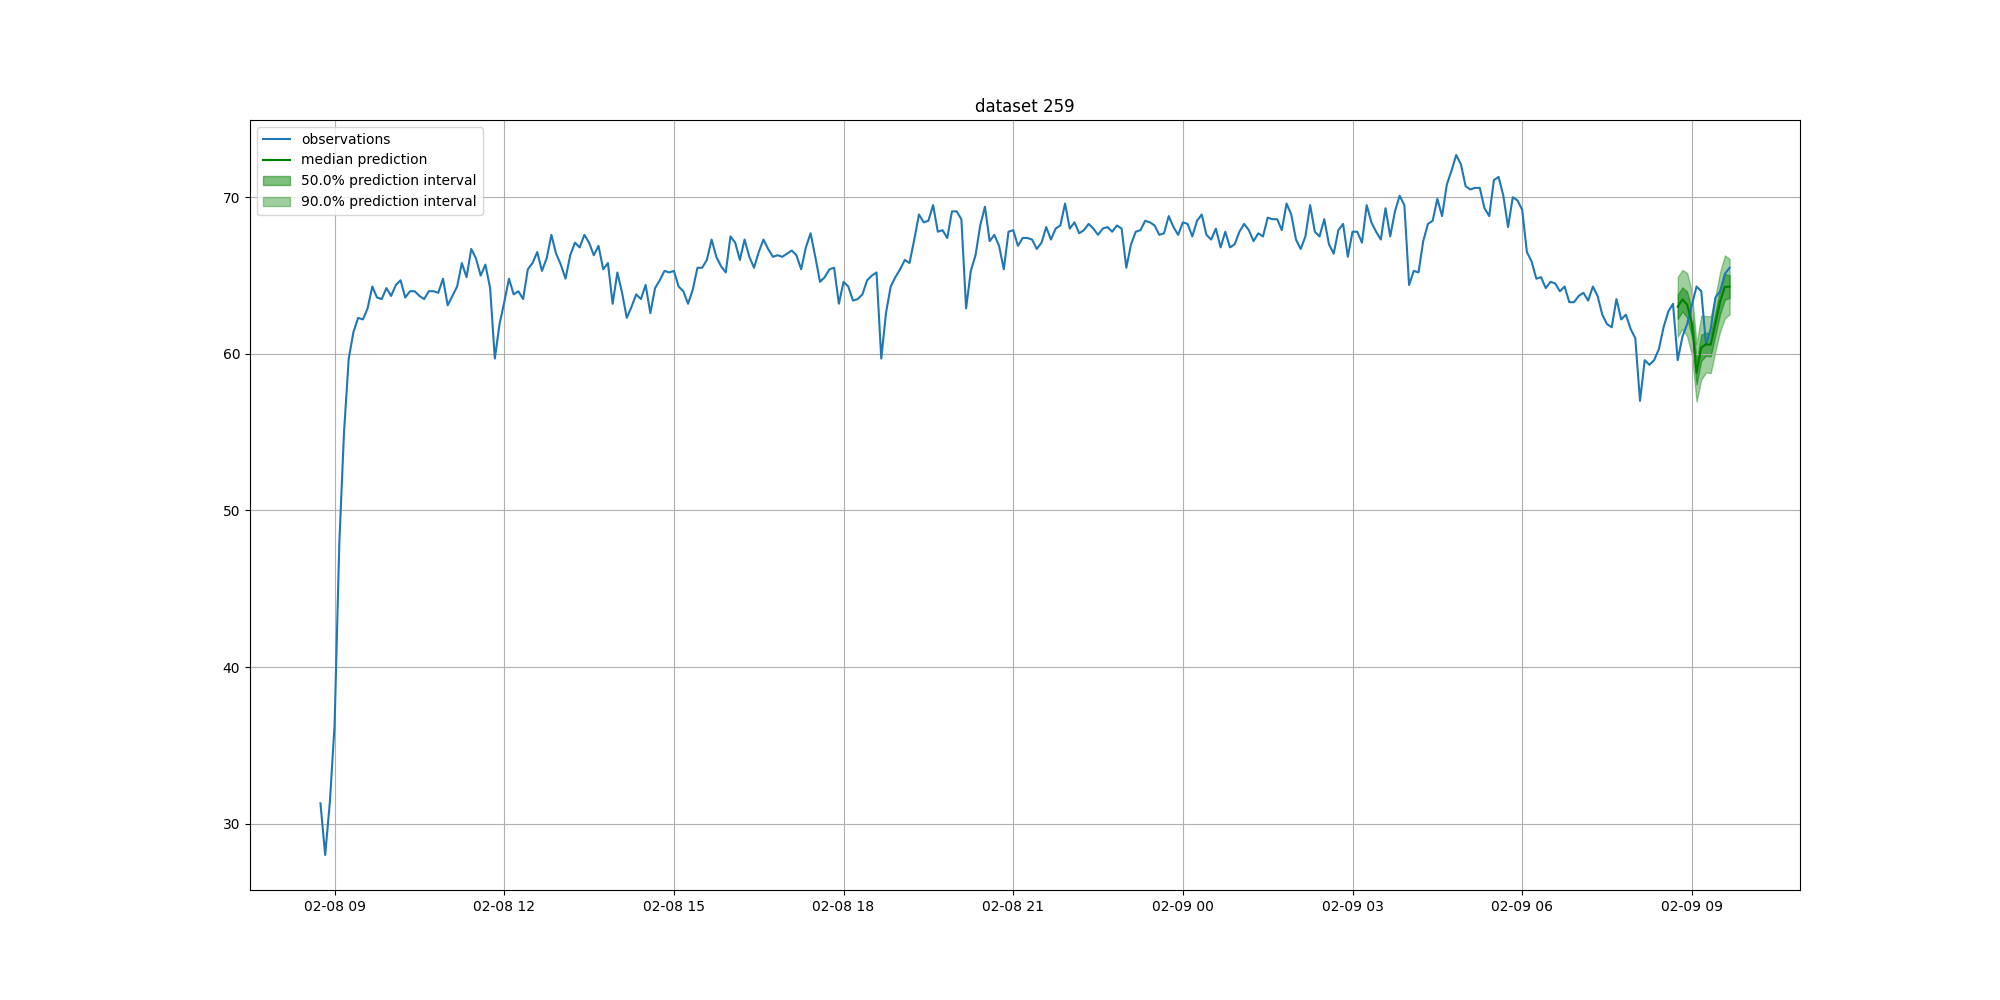 dataset 259
observations
median prediction
50.0% prediction interval
90.0% prediction interval
70
60
50
40
30
02-08 09
02-08 12
02-08 15
02-08 18
02-08 21
02-09 00
02-09 03
02-09 06
02-09 09